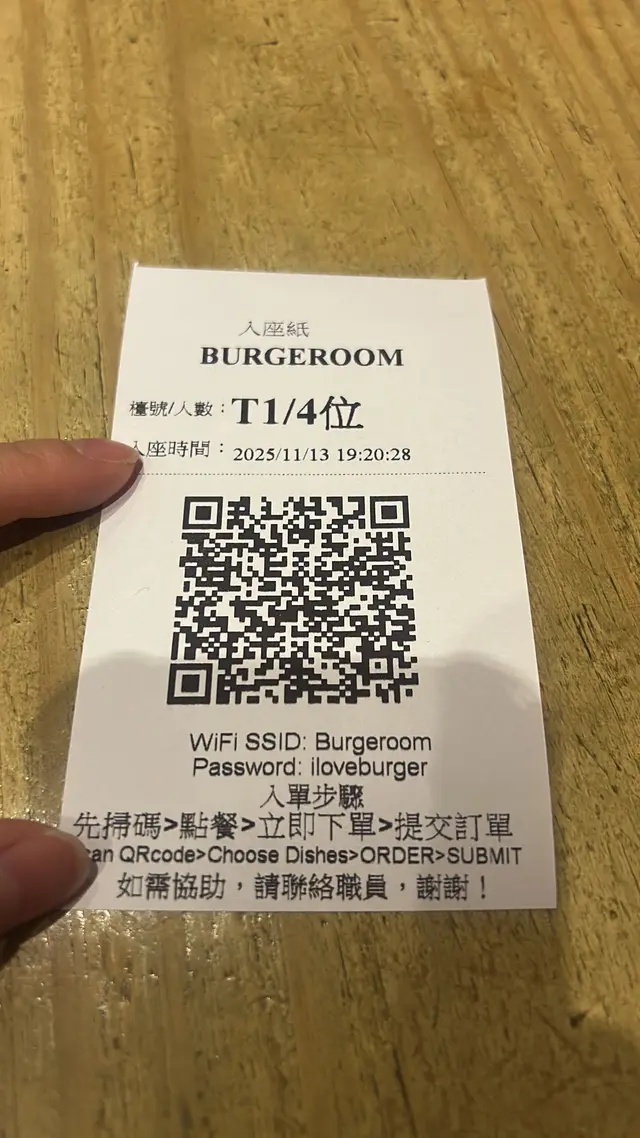 入座紙
BURGEROOM
檯號/人數：T1/4位
入座時間：2025/11/13 19:20:28
WiFi SSID: Burgeroom
Password: iloveburger
入單步驟
先掃碼>點餐>立即下單>提交訂單
an QRcode>Choose Dishes>ORDER>SUBMIT
如需協助，請聯絡職員，謝謝！